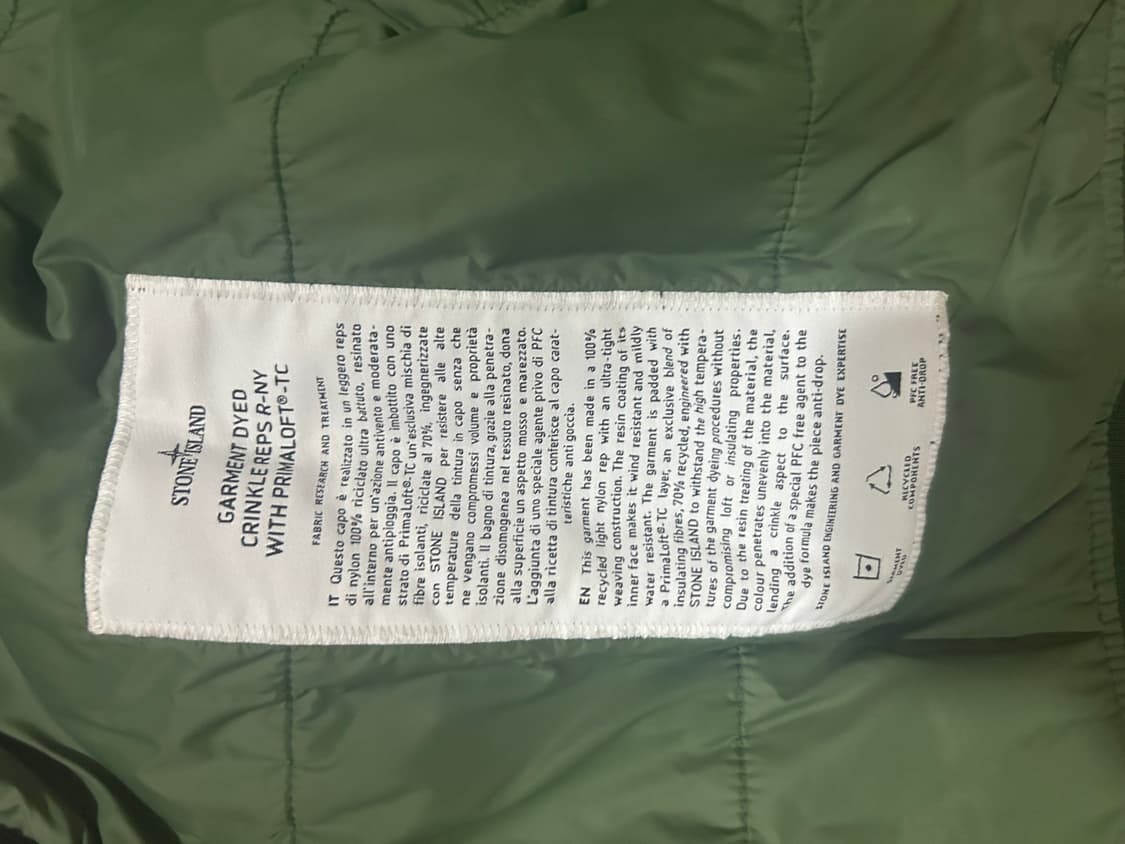 STONE ISLAND
GARMENT DYED
CRINKLE REPS R-NY
WITH PRIMALOFT®-TC
FABRIC RESEARCH AND TREATMENT
IT Questo capo è realizzato in un leggero reps
di nylon 100% riciclato ultra battuto, resinato
all'interno per un'azione antivento e moderata-
mente antipioggia. Il capo è imbottito con uno
strato di PrimaLoft®-TC un'esclusiva mischia di
fibre isolanti, riciclate al 70%, ingegnerizzate
con STONE ISLAND per resistere alle alte
temperature della tintura in capo senza che
ne vengano compromessi volume e proprietà
isolanti. Il bagno di tintura, grazie alla penetra-
zione disomogenea nel tessuto resinato, dona
alla superficie un aspetto mosso e marezzato.
L'aggiunta di uno speciale agente privo di PFC
alla ricetta di tintura conferisce al capo carat-
teristiche anti goccia.
EN This garment has been made in a 100%
recycled light nylon rep with an ultra-tight
weaving construction. The resin coating of its
inner face makes it wind resistant and mildly
water resistant. The garment is padded with
a PrimaLoft®-TC layer, an exclusive blend of
insulating fibres, 70% recycled, engineered with
STONE ISLAND to withstand the high tempera-
tures of the garment dyeing procedures without
compromising loft or insulating properties.
Due to the resin treating of the material, the
colour penetrates unevenly into the material,
lending a crinkle aspect to the surface.
The addition of a special PFC free agent to the
dye formula makes the piece anti-drop.
STONE ISLAND ENGINEERING AND GARMENT DYE EXPERTISE
GARMENT
DYEING
RECYCLED
COMPONENTS
PFC FREE
ANTI-DROP